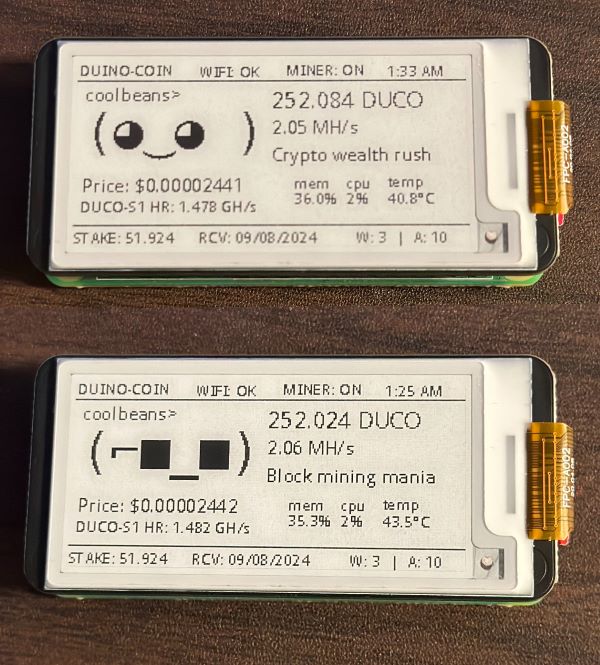 DUINO-COIN WIFI: OK MINER: ON 1:33 AM
coolbeans>
252.084 DUCO
2.05 MH/s
Crypto wealth rush
Price: $0.00002441
DUCO-S1 HR: 1.478 GH/s
mem cpu temp
36.0% 2% 40.8°C
STAKE: 51.924 RCV: 09/08/2024 W: 3 | A: 10
FPC-A002
DUINO-COIN WIFI: OK MINER: ON 1:25 AM
coolbeans>
252.024 DUCO
2.06 MH/s
Block mining mania
Price: $0.00002442
DUCO-S1 HR: 1.482 GH/s
mem cpu temp
35.3% 2% 43.5°C
STAKE: 51.924 RCV: 09/08/2024 W: 3 | A: 10
FPC-A002